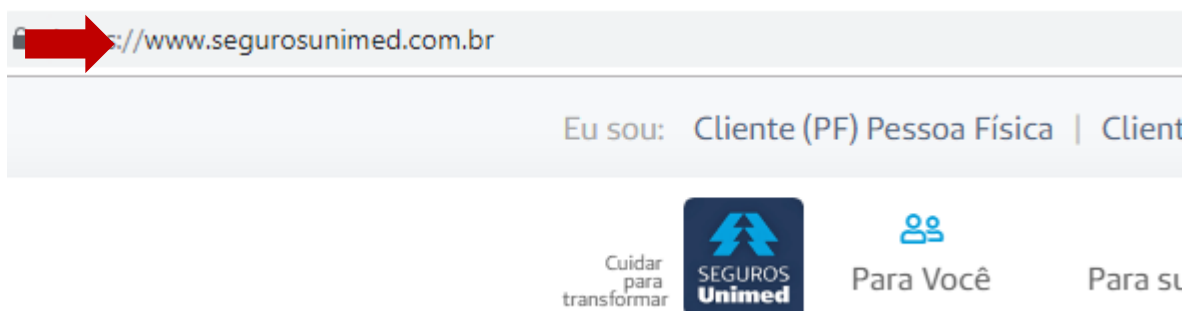 s://www.segurosunimed.com.br
Eu sou: Cliente (PF) Pessoa Física | Client
Cuidar
para
transformar
SEGUROS
Unimed
Para Você
Para su